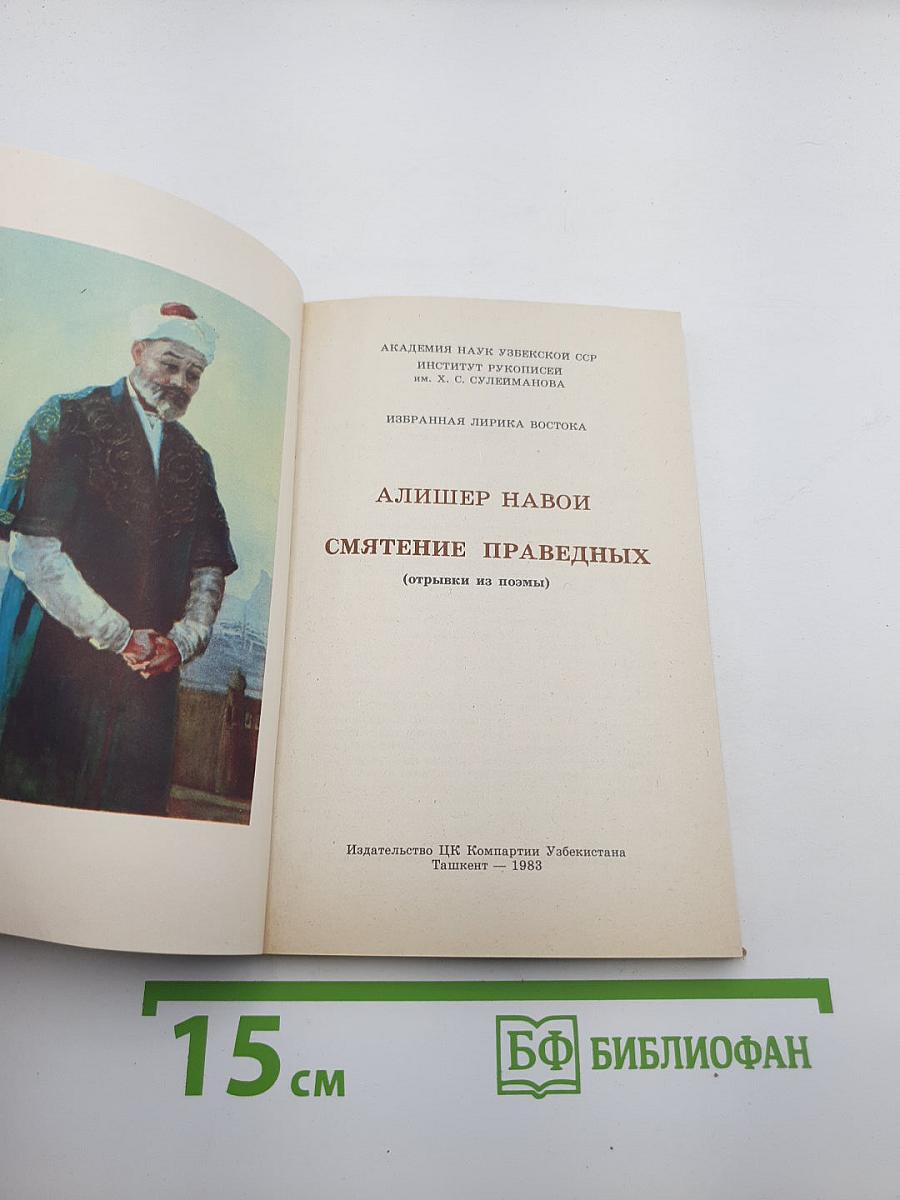 АКАДЕМИЯ НАУК УЗБЕКСКОЙ ССР
ИНСТИТУТ РУКОПИСЕЙ
им. Х. С. СУЛЕЙМАНОВА
ИЗБРАННАЯ ЛИРИКА ВОСТОКА
АЛИШЕР НАВОИ
СМЯТЕНИЕ ПРАВЕДНЫХ
(отрывки из поэмы)
Издательство ЦК Компартии Узбекистана
Ташкент — 1983
15 см
БФ БИБЛИОФАН